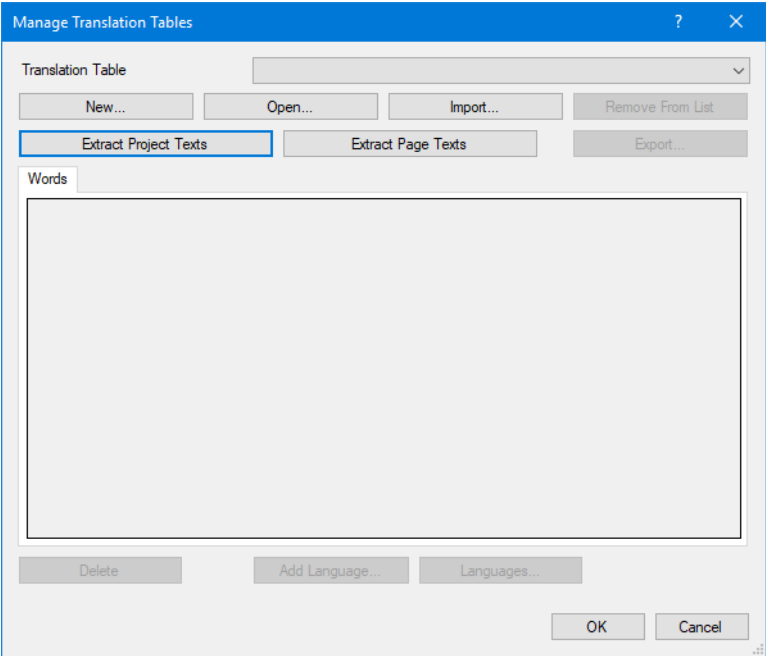 Manage Translation Tables ?
Translation Table
New... Open... Import... Remove From List
Extract Project Texts Extract Page Texts Export...
Words
Delete Add Language... Languages...
OK Cancel